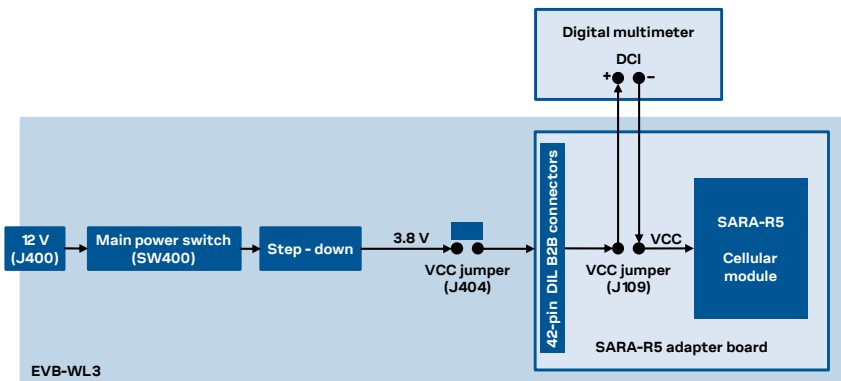 Digital multimeter
DCI
+ −
42-pin DIL B2B connectors
12 V
(J400)
Main power switch
(SW400)
Step - down
3.8 V
VCC jumper
(J404)
VCC
VCC jumper
(J109)
SARA-R5
Cellular
module
SARA-R5 adapter board
EVB-WL3